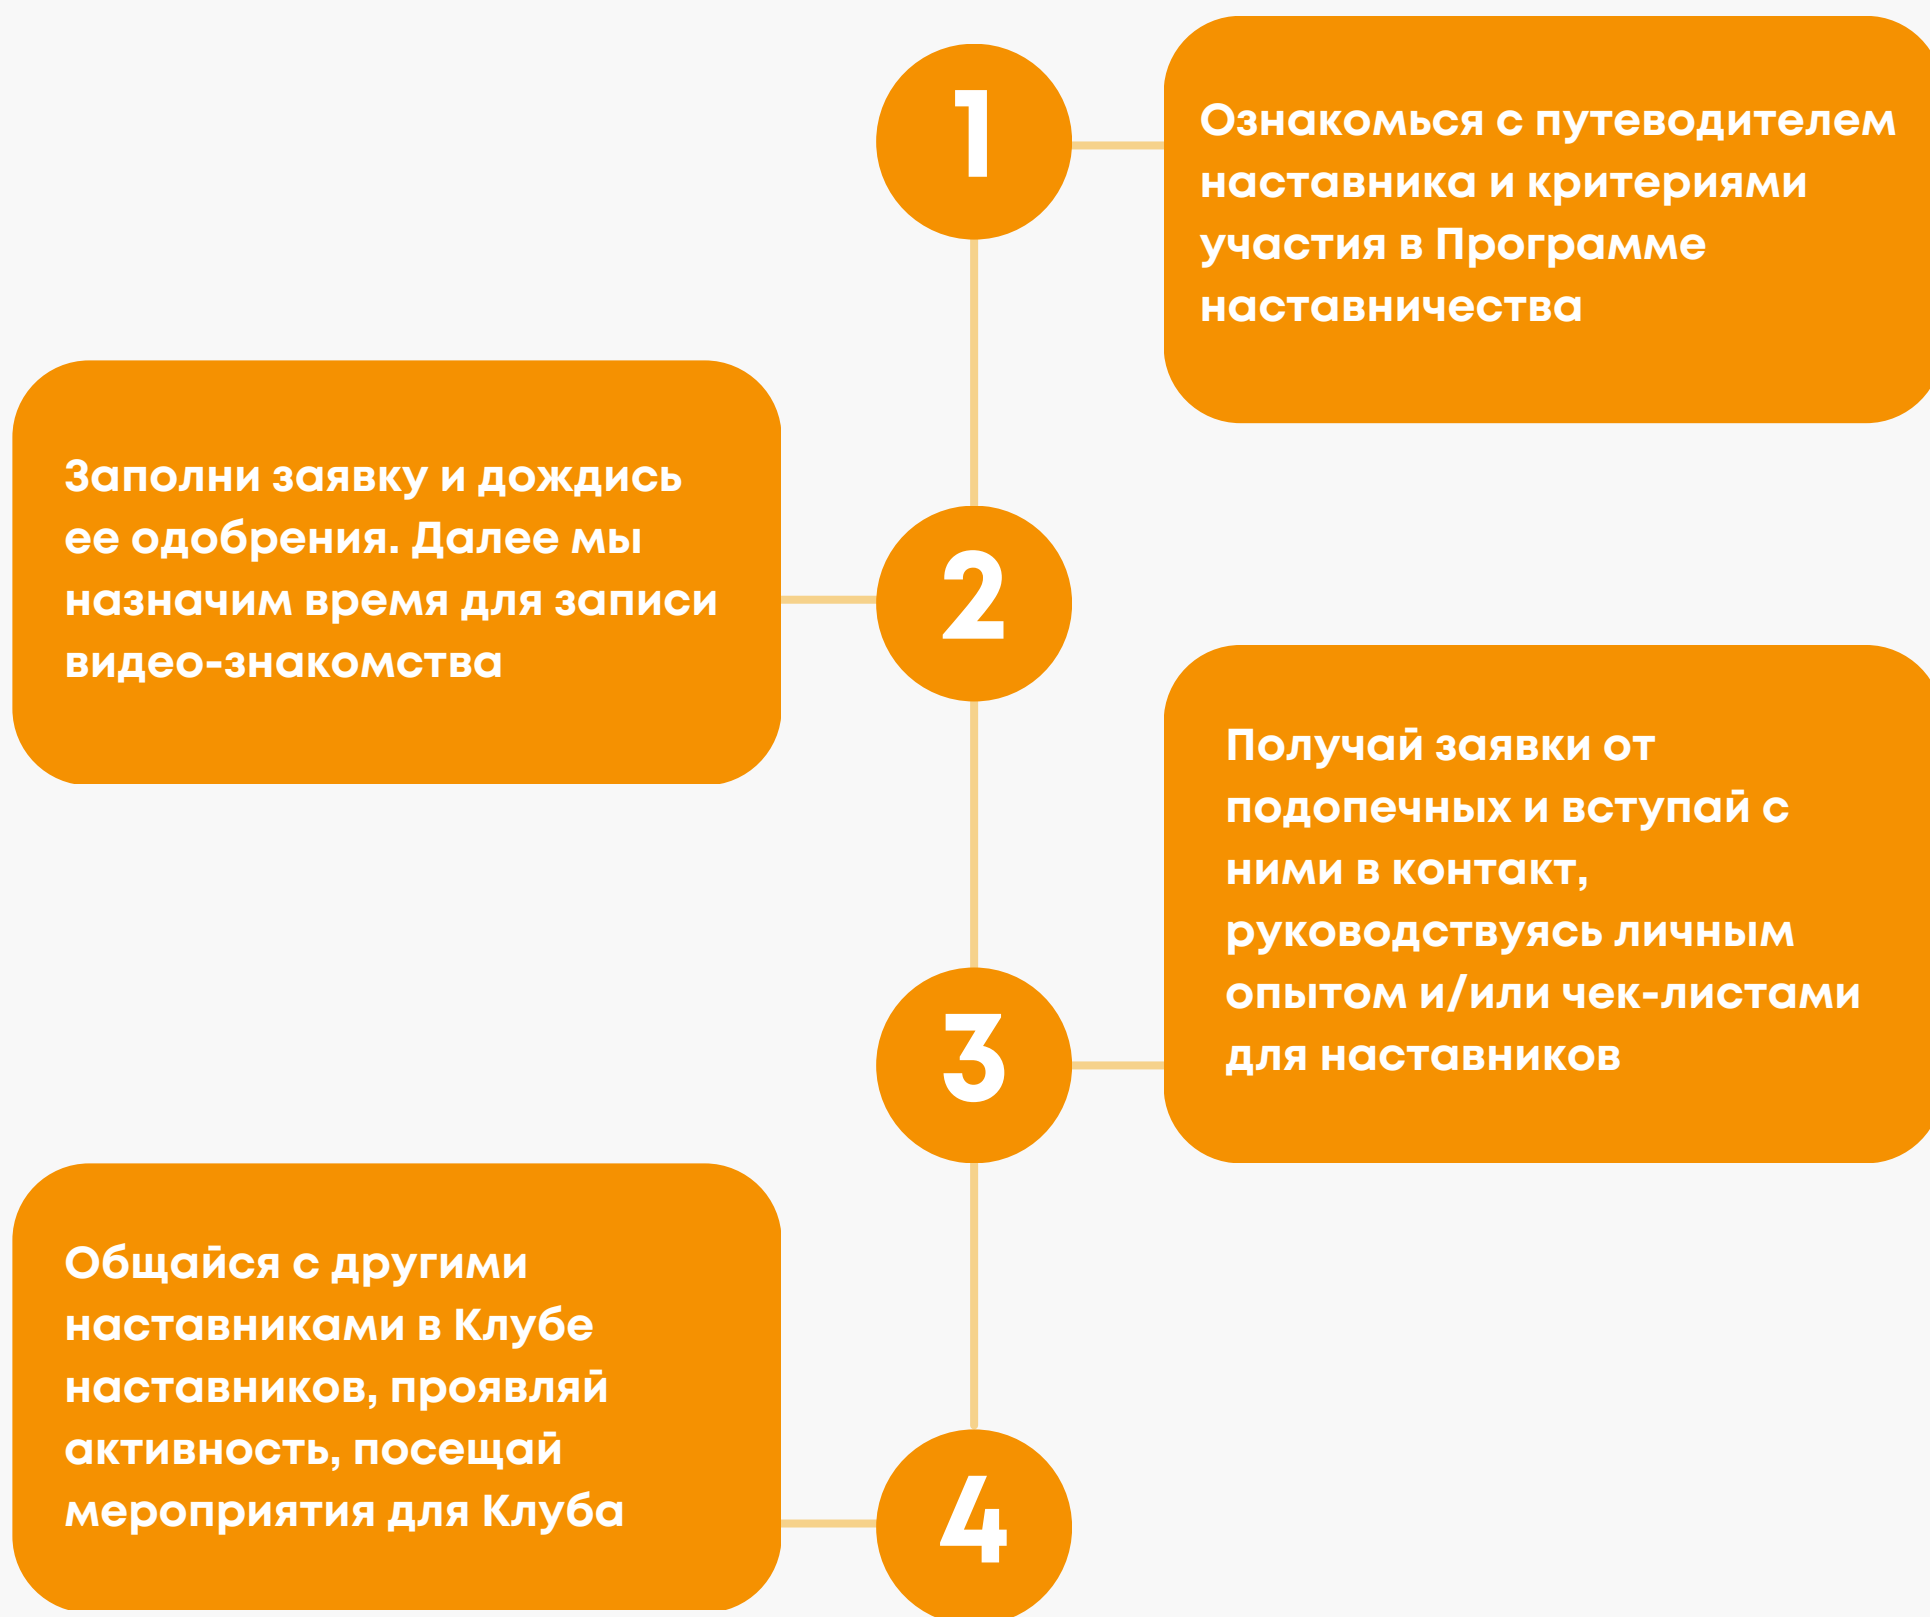 1
Ознакомься с путеводителем
наставника и критериями
участия в Программе
наставничества
2
Заполни заявку и дождись
ее одобрения. Далее мы
назначим время для записи
видео-знакомства
3
Получай заявки от
подопечных и вступай с
ними в контакт,
руководствуясь личным
опытом и/или чек-листами
для наставников
4
Общайся с другими
наставниками в Клубе
наставников, проявляй
активность, посещай
мероприятия для Клуба